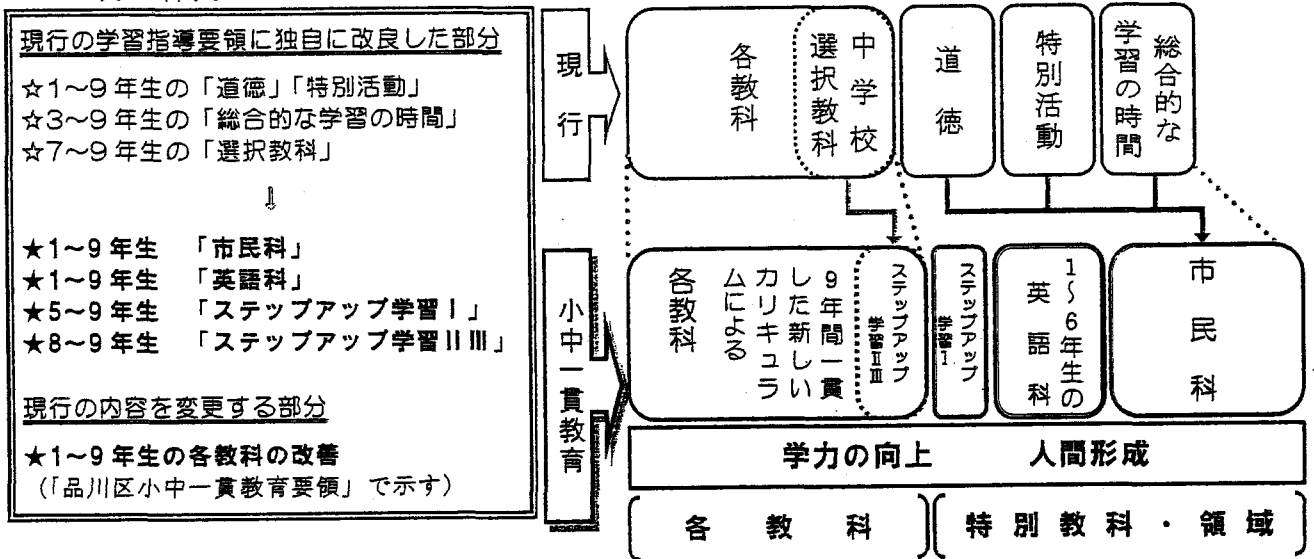 現行の学習指導要領に独自に改良した部分
☆1～9年生の「道徳」「特別活動」
☆3～9年生の「総合的な学習の時間」
☆7～9年生の「選択教科」
⇓
★1～9年生 「市民科」
★1～9年生 「英語科」
★5～9年生 「ステップアップ学習Ⅰ」
★8～9年生 「ステップアップ学習ⅡⅢ」
現行の内容を変更する部分
★1～9年生の各教科の改善
(「品川区小中一貫教育要領」で示す)
現行
各教科
中学校
選択教科
道徳
特別活動
総合的な
学習の時間
小中一貫教育
9年間一貫
した新しい
カリキュラ
ムによる
各教科
ステップアップ
学習ⅡⅢ
ステップアップ
学習Ⅰ
1～6年生の
英語科
市民科
学力の向上 人間形成
各教科
特別教科・領域